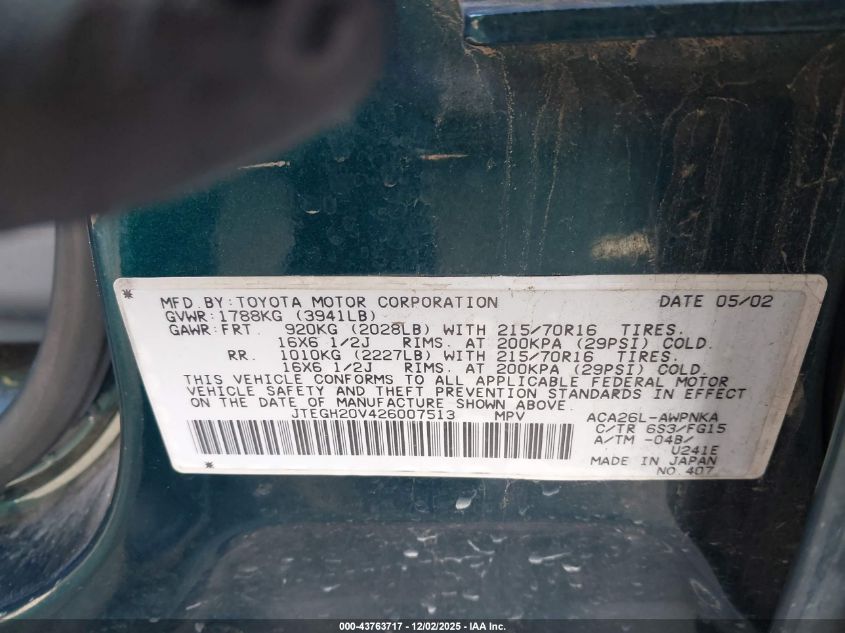 MFD. BY: TOYOTA MOTOR CORPORATION DATE 05/02
GVWR: 1788KG (3941LB)
GAWR: FRT. 920KG (2028LB) WITH 215/70R16 TIRES.
16X6 1/2J RIMS. AT 200KPA (29PSI) COLD.
RR. 1010KG (2227LB) WITH 215/70R16 TIRES.
16X6 1/2J RIMS. AT 200KPA (29PSI) COLD.
THIS VEHICLE CONFORMS TO ALL APPLICABLE FEDERAL MOTOR
VEHICLE SAFETY AND THEFT PREVENTION STANDARDS IN EFFECT
ON THE DATE OF MANUFACTURE SHOWN ABOVE.
JTEGH20V426007513 MPV ACA26L-AWPNKA
C/TR 6S3/FG15
A/TM -04B/
U241E
MADE IN JAPAN
NO. 407
000-43763717 - 12/02/2025 - IAA Inc.